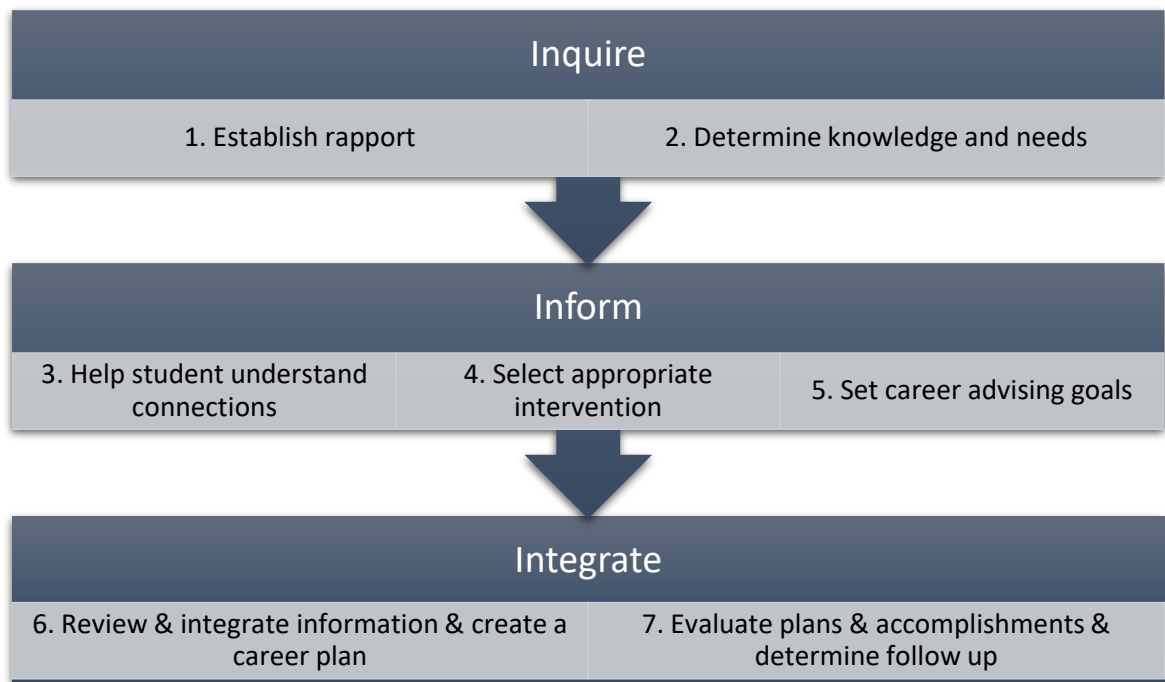 Inquire
1. Establish rapport
2. Determine knowledge and needs
Inform
3. Help student understand
connections
4. Select appropriate
intervention
5. Set career advising goals
Integrate
6. Review & integrate information & create a
career plan
7. Evaluate plans & accomplishments &
determine follow up